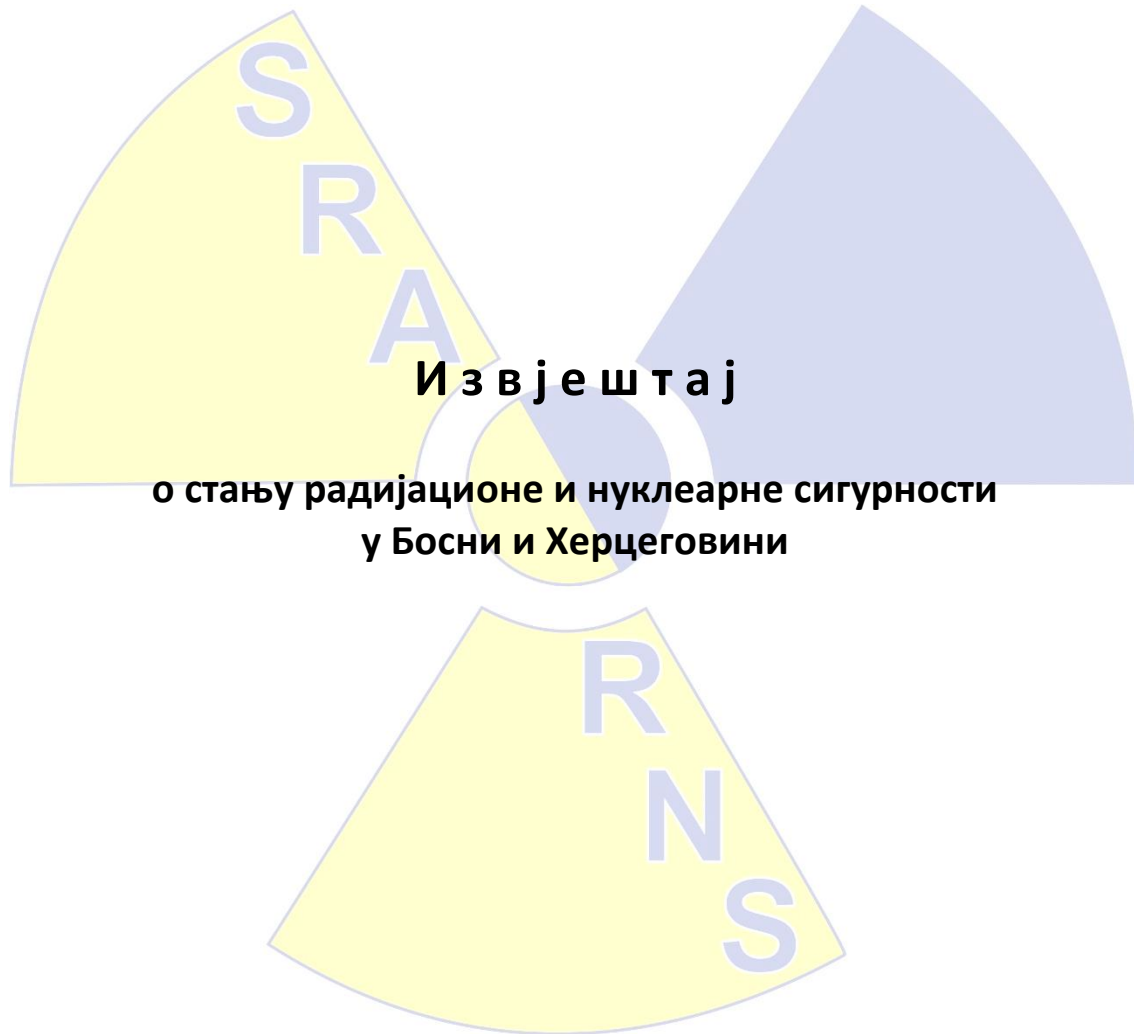 S
R
A
И з в ј е ш т а ј
о стању радијационе и нуклеарне сигурности
у Босни и Херцеговини
R
N
S